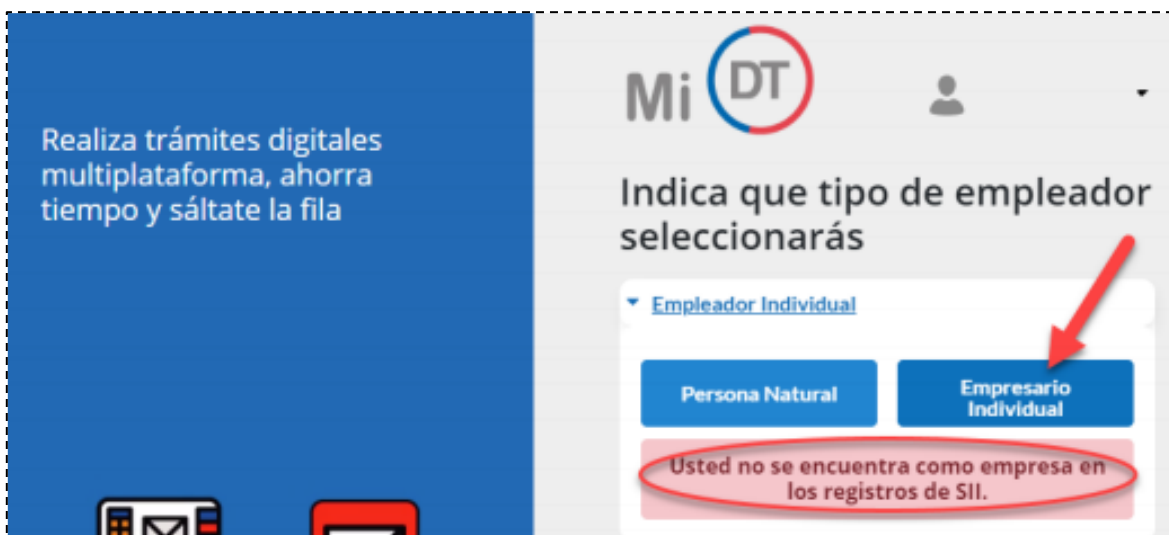 Realiza trámites digitales
multiplataforma, ahorra
tiempo y sáltate la fila
Mi DT
Indica que tipo de empleador
seleccionarás
Empleador Individual
Persona Natural
Empresario
Individual
Usted no se encuentra como empresa en
los registros de SII.